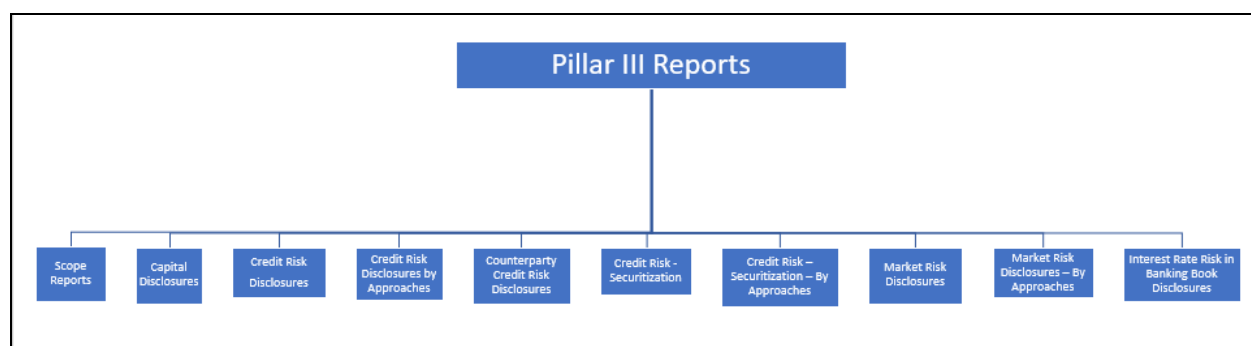 Pillar III Reports
Scope
Reports
Capital
Disclosures
Credit Risk
Disclosures
Credit Risk
Disclosures by
Approaches
Counterparty
Credit Risk
Disclosures
Credit Risk -
Securitization
Credit Risk –
Securitization – By
Approaches
Market Risk
Disclosures
Market Risk
Disclosures – By
Approaches
Interest Rate Risk in
Banking Book
Disclosures